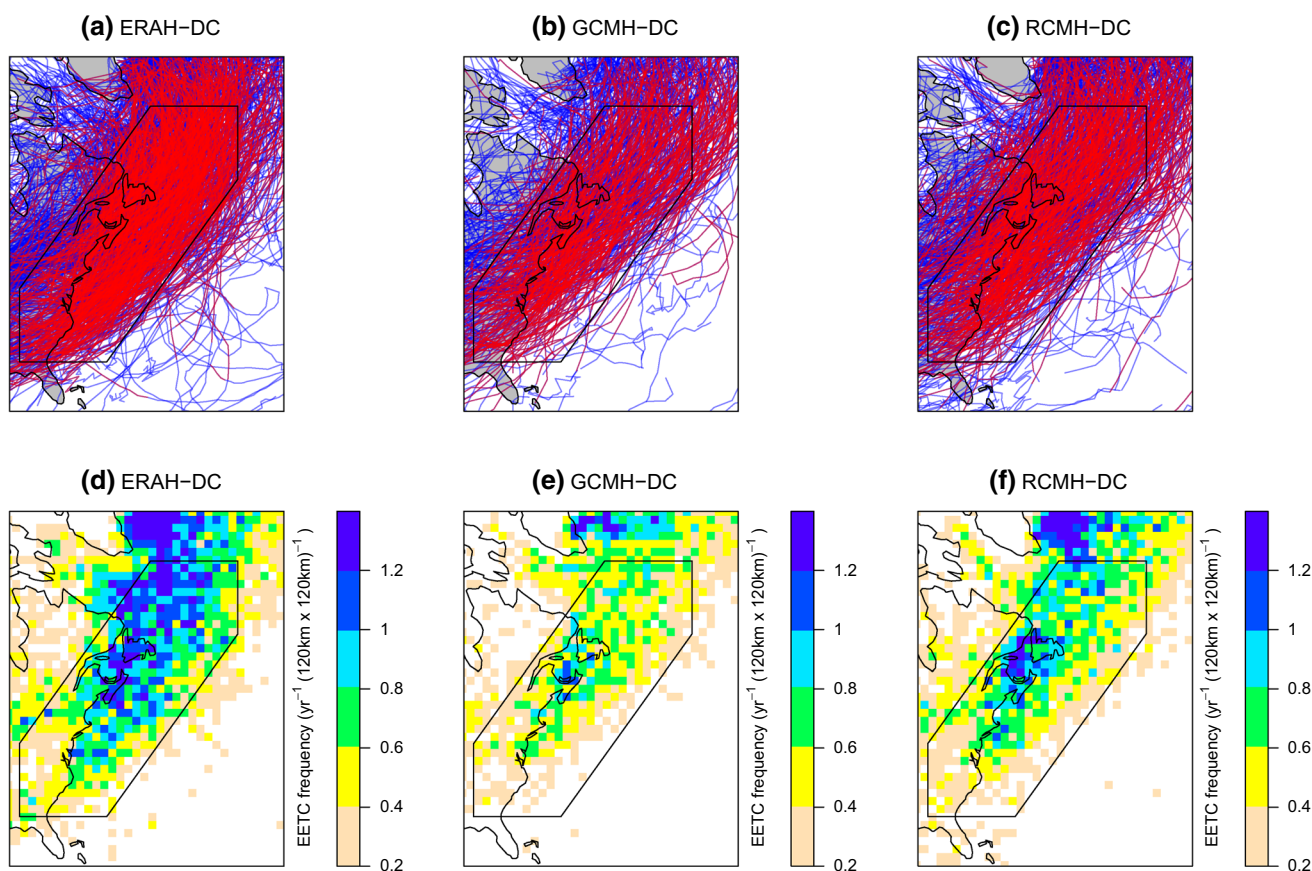 (a) ERAH−DC
(b) GCMH−DC
(c) RCMH−DC
(d) ERAH−DC
(e) GCMH−DC
(f) RCMH−DC
1.2
1
0.8
0.6
0.4
0.2
EETC frequency (yr⁻¹ (120km x 120km)⁻¹)
1.2
1
0.8
0.6
0.4
0.2
EETC frequency (yr⁻¹ (120km x 120km)⁻¹)
1.2
1
0.8
0.6
0.4
0.2
EETC frequency (yr⁻¹ (120km x 120km)⁻¹)